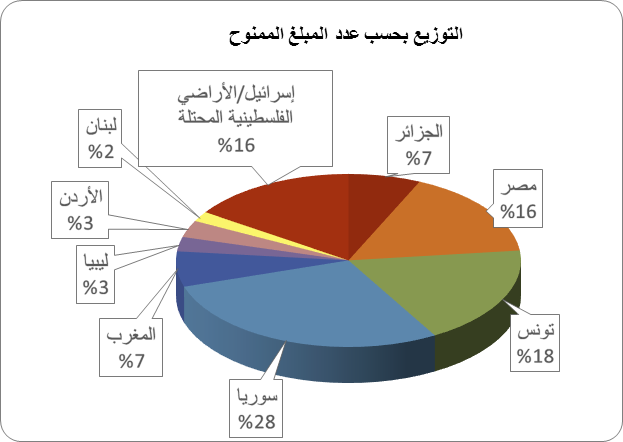 التوزيع بحسب عدد المبلغ الممنوح
إسرائيل/الأراضي
الفلسطينية المحتلة
%16
الجزائر
%7
مصر
%16
تونس
%18
سوريا
%28
المغرب
%7
ليبيا
%3
الأردن
%3
لبنان
%2